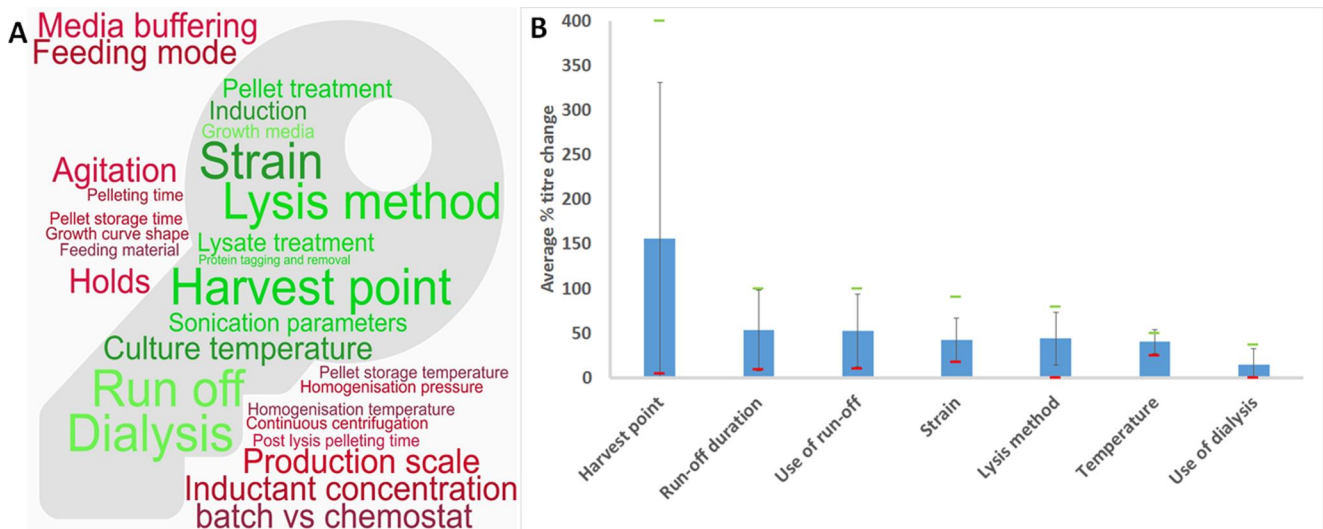 A
Media buffering
Feeding mode
Pellet treatment
Induction
Growth media
Strain
Agitation
Pelleting time
Lysis method
Pellet storage time
Growth curve shape
Feeding material
Lysate treatment
Protein tagging and removal
Holds
Harvest point
Sonication parameters
Culture temperature
Run off
Pellet storage temperature
Homogenisation pressure
Dialysis
Homogenisation temperature
Continuous centrifugation
Post lysis pelleting time
Production scale
Inductant concentration
batch vs chemostat
B
Average % titre change
400
350
300
250
200
150
100
50
0
Harvest point
Run-off duration
Use of run-off
Strain
Lysis method
Temperature
Use of dialysis